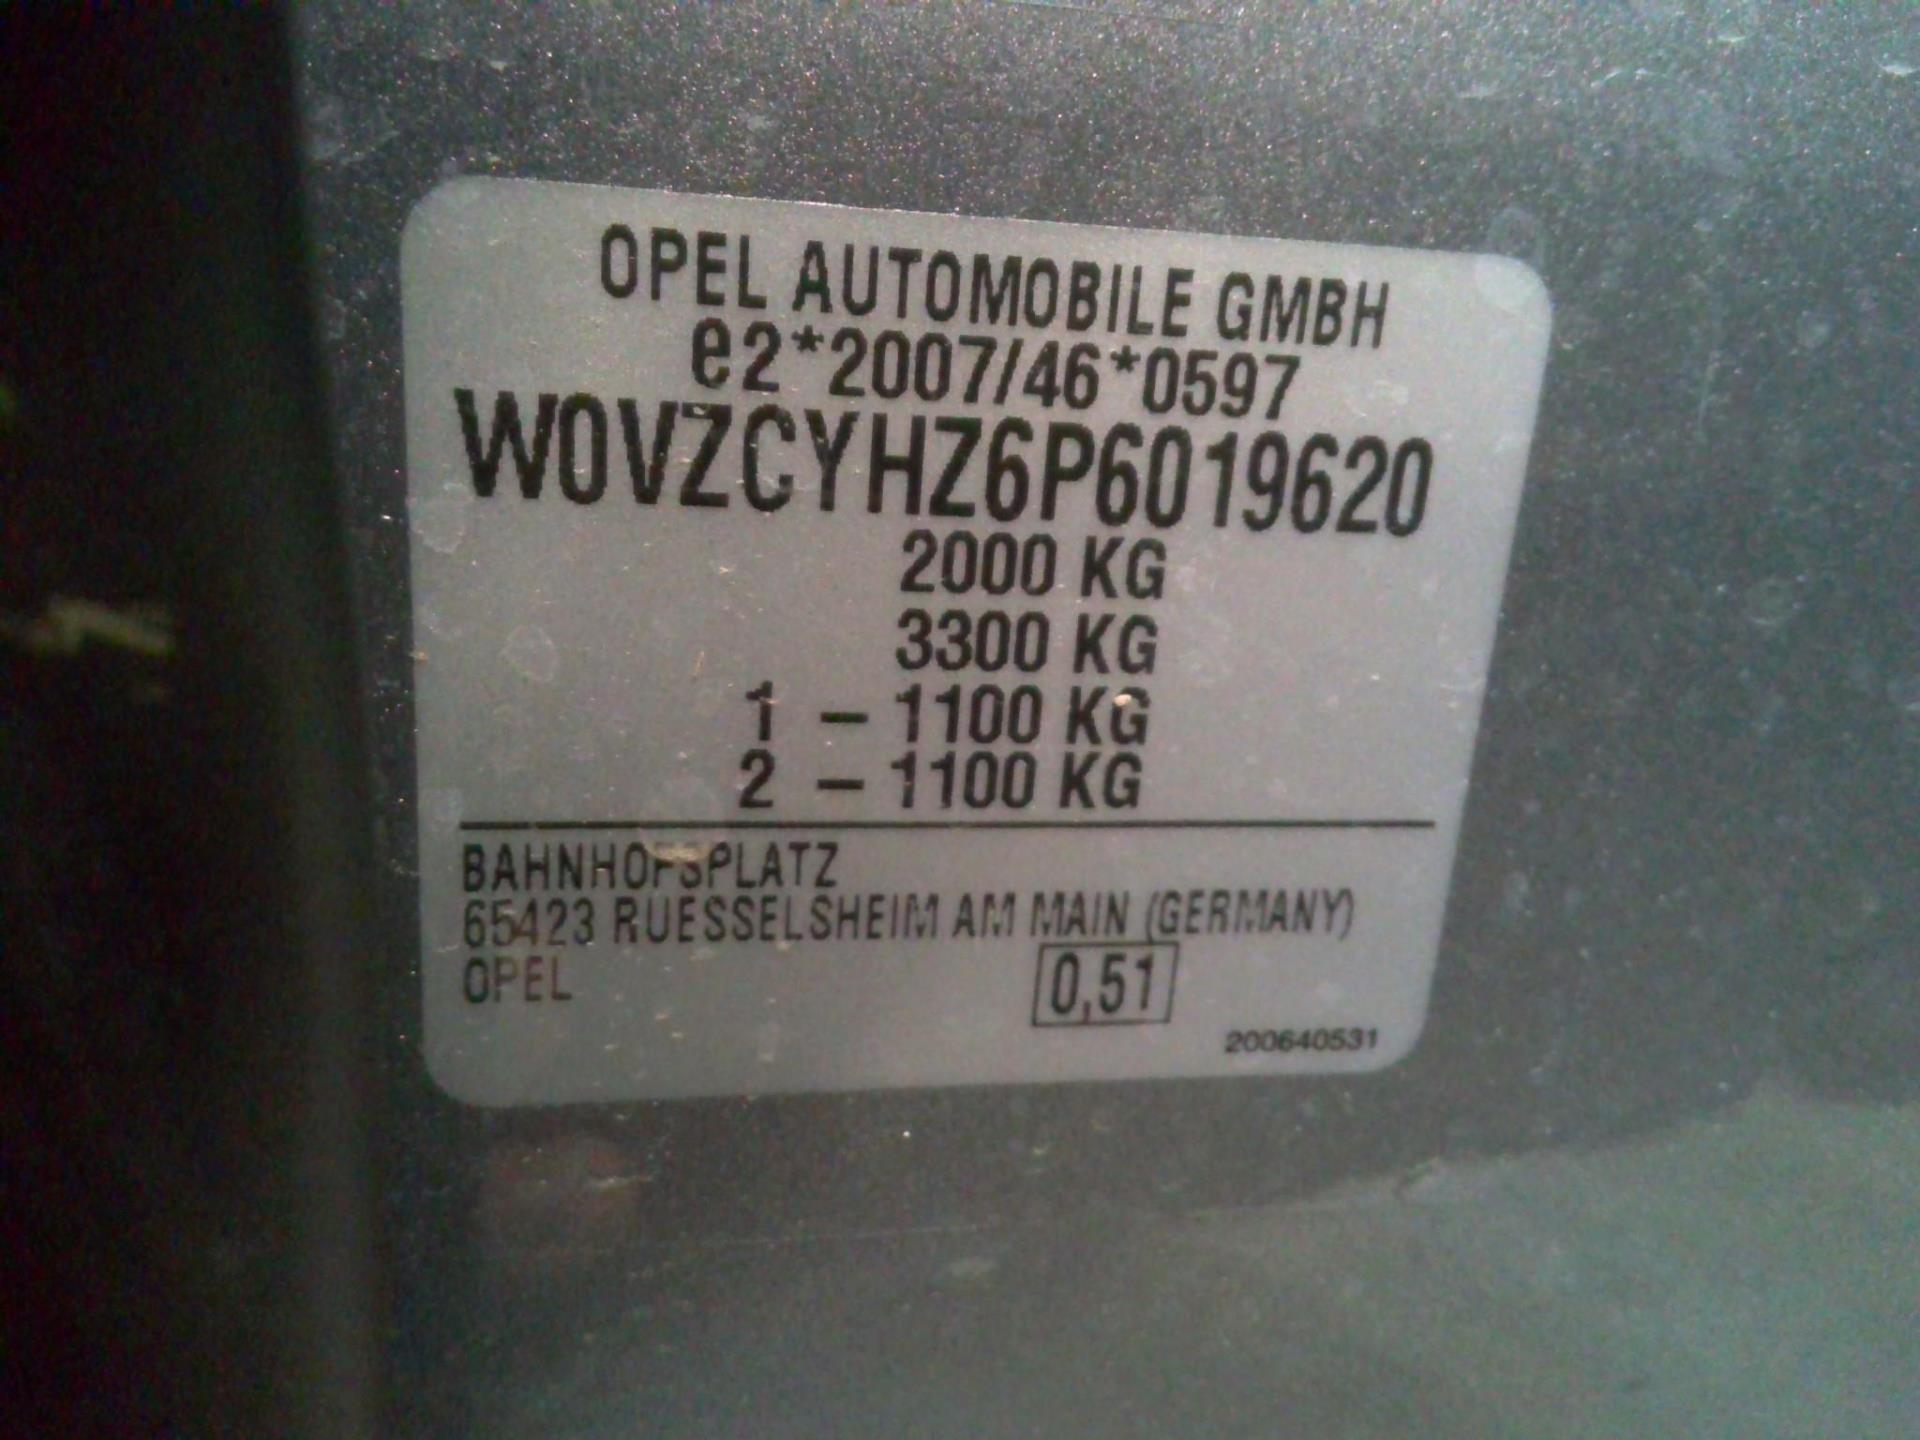 OPEL AUTOMOBILE GMBH
e2*2007/46*0597
W0VZCYHZ6P6019620
2000 KG
3300 KG
1 - 1100 KG
2 - 1100 KG
BAHNHOFSPLATZ
65423 RUESSELSHEIM AM MAIN (GERMANY)
OPEL 0,51
200640531